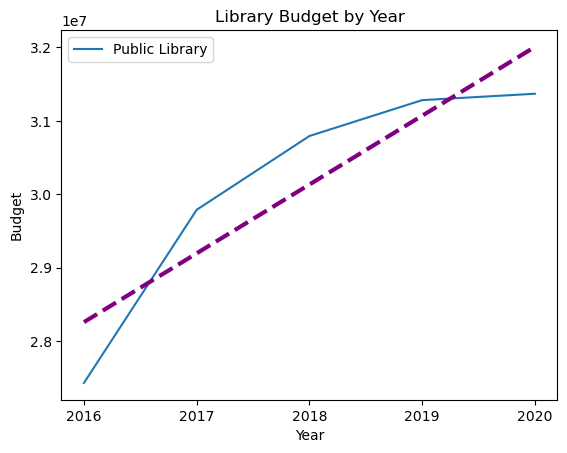 Library Budget by Year
1e7
Public Library
3.2
3.1
3.0
2.9
2.8
Budget
2016 2017 2018 2019 2020
Year